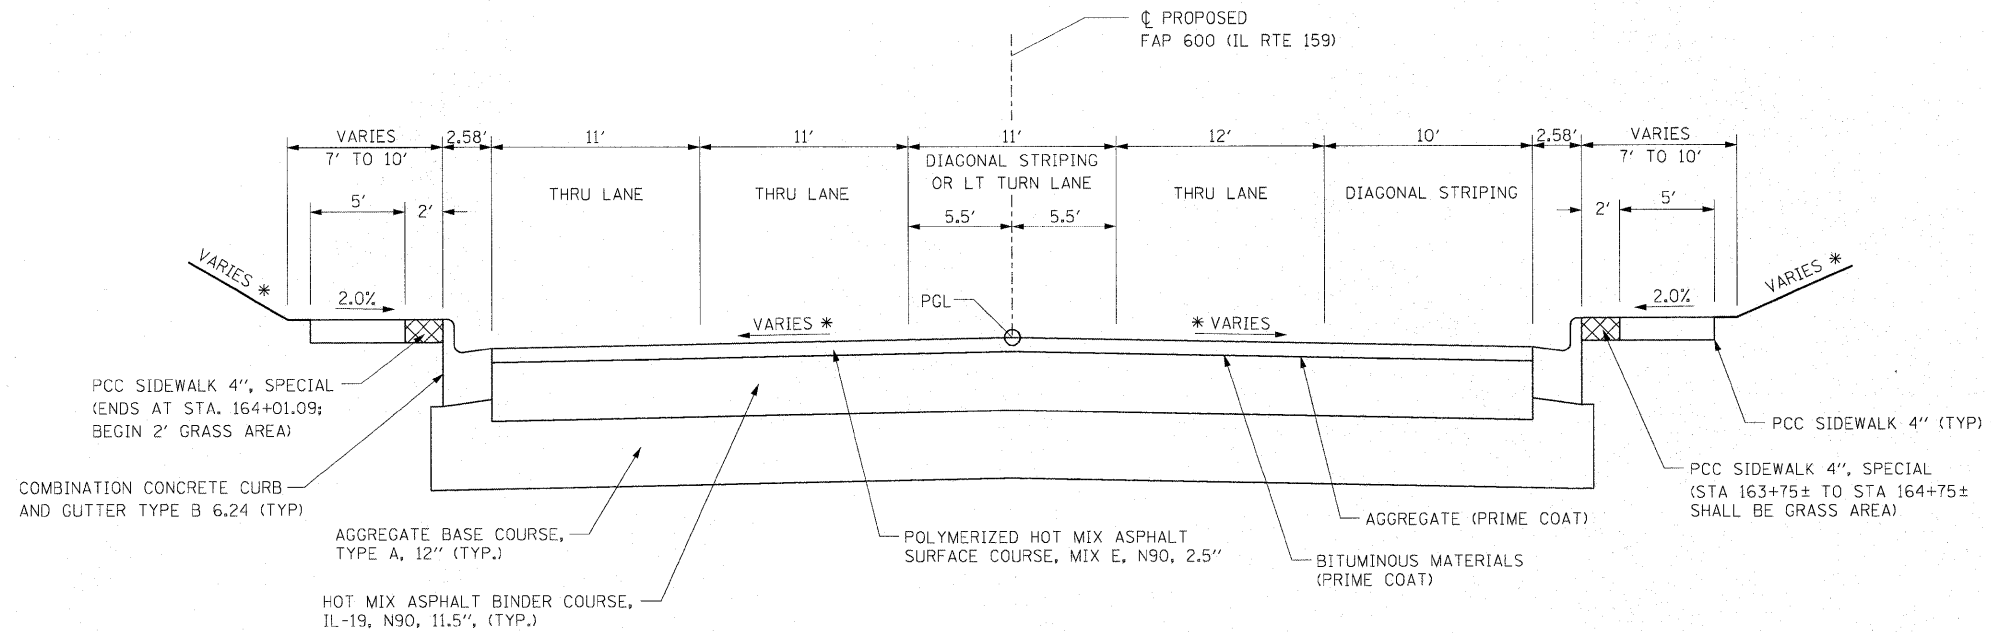 ℄ PROPOSED
FAP 600 (IL RTE 159)
VARIES
7' TO 10'
2.58'
11'
11'
11'
12'
10'
2.58'
VARIES
7' TO 10'
DIAGONAL STRIPING
OR LT TURN LANE
THRU LANE
THRU LANE
THRU LANE
DIAGONAL STRIPING
5'
2'
5.5'
5.5'
2'
5'
VARIES *
2.0%
VARIES *
PGL
* VARIES
2.0%
VARIES *
PCC SIDEWALK 4", SPECIAL
(ENDS AT STA. 164+01.09;
BEGIN 2' GRASS AREA)
PCC SIDEWALK 4" (TYP)
PCC SIDEWALK 4", SPECIAL
(STA 163+75± TO STA 164+75±
SHALL BE GRASS AREA)
COMBINATION CONCRETE CURB
AND GUTTER TYPE B 6.24 (TYP)
AGGREGATE BASE COURSE,
TYPE A, 12" (TYP.)
POLYMERIZED HOT MIX ASPHALT
SURFACE COURSE, MIX E, N90, 2.5"
AGGREGATE (PRIME COAT)
BITUMINOUS MATERIALS
(PRIME COAT)
HOT MIX ASPHALT BINDER COURSE,
IL-19, N90, 11.5", (TYP.)